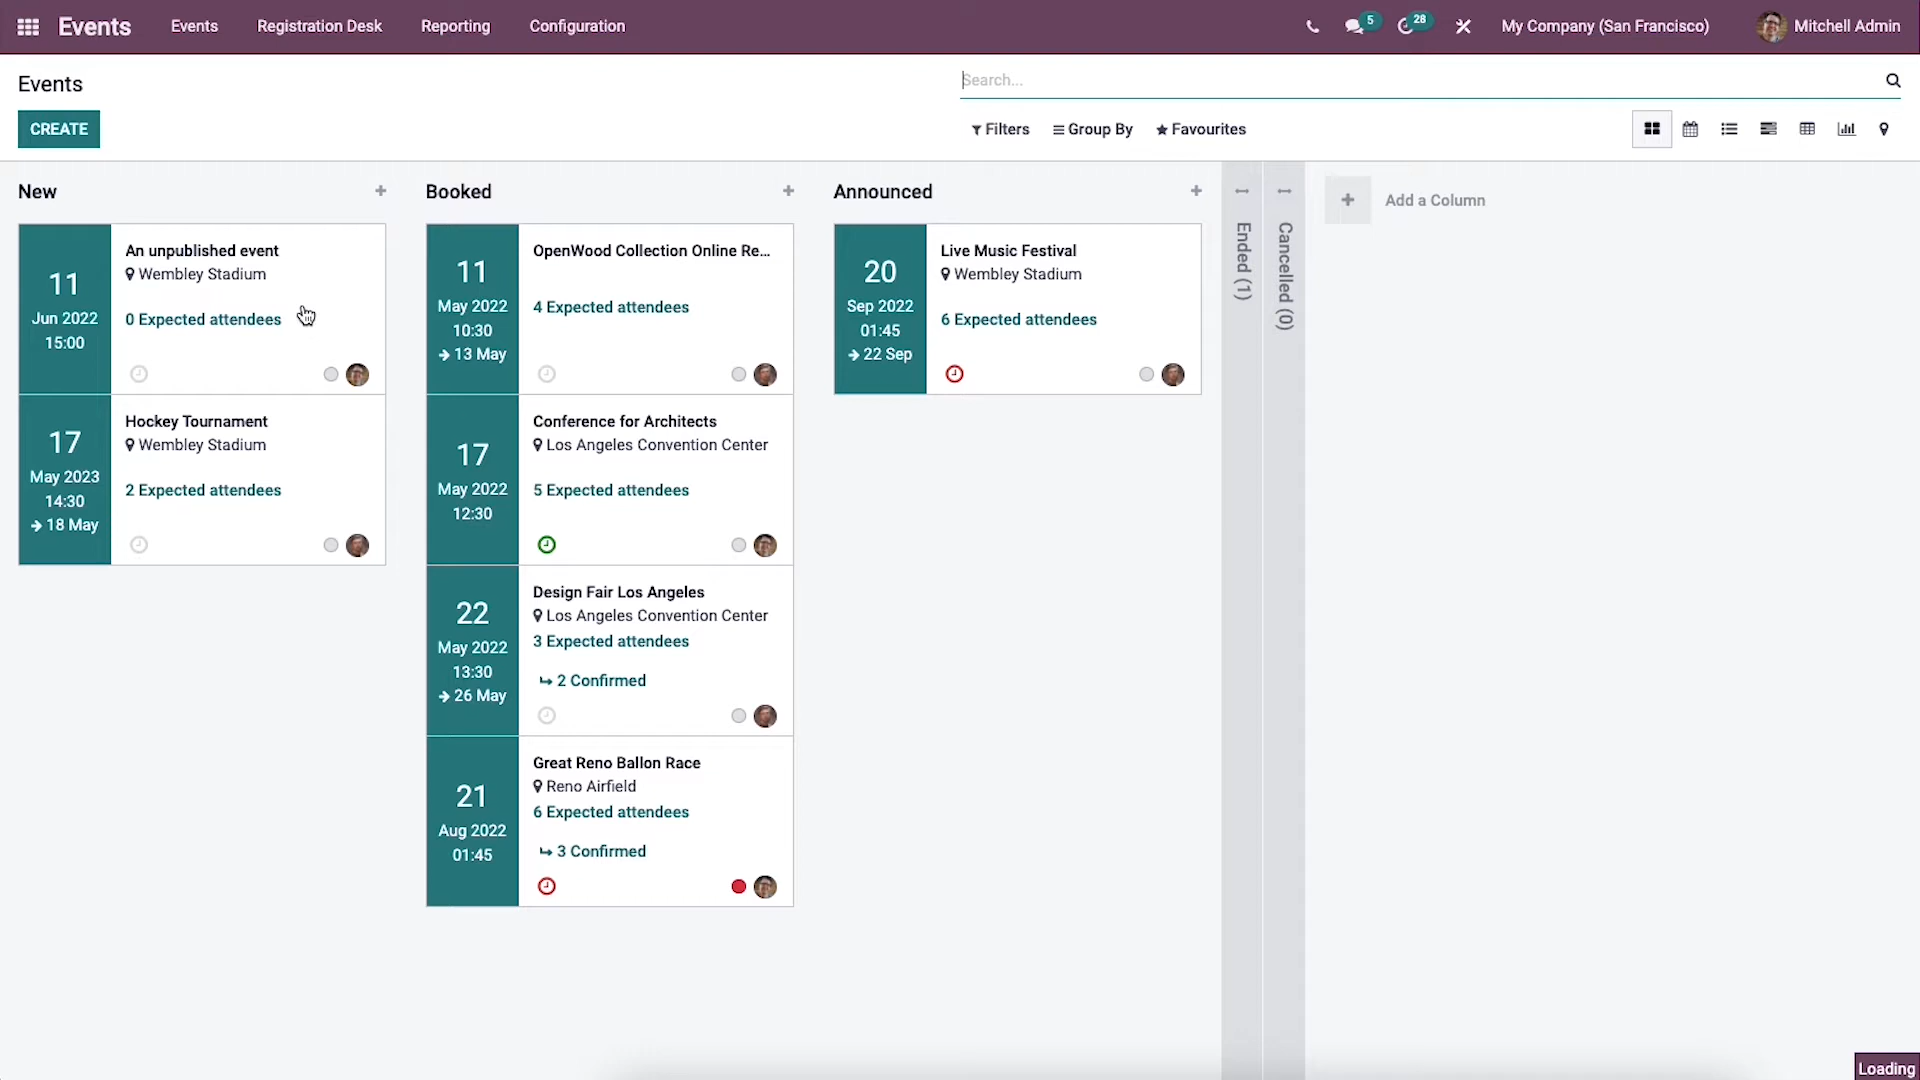 Events
Events
Registration Desk
Reporting
Configuration
5
28
My Company (San Francisco)
Mitchell Admin
Events
Search...
CREATE
Filters
Group By
Favourites
New
11
Jun 2022
15:00
An unpublished event
Wembley Stadium
0 Expected attendees
17
May 2023
14:30
→ 18 May
Hockey Tournament
Wembley Stadium
2 Expected attendees
Booked
11
May 2022
10:30
→ 13 May
OpenWood Collection Online Re...
4 Expected attendees
17
May 2022
12:30
Conference for Architects
Los Angeles Convention Center
5 Expected attendees
22
May 2022
13:30
→ 26 May
Design Fair Los Angeles
Los Angeles Convention Center
3 Expected attendees
↪ 2 Confirmed
21
Aug 2022
01:45
Great Reno Ballon Race
Reno Airfield
6 Expected attendees
↪ 3 Confirmed
Announced
20
Sep 2022
01:45
→ 22 Sep
Live Music Festival
Wembley Stadium
6 Expected attendees
Ended (1)
Cancelled (0)
Add a Column
Loading